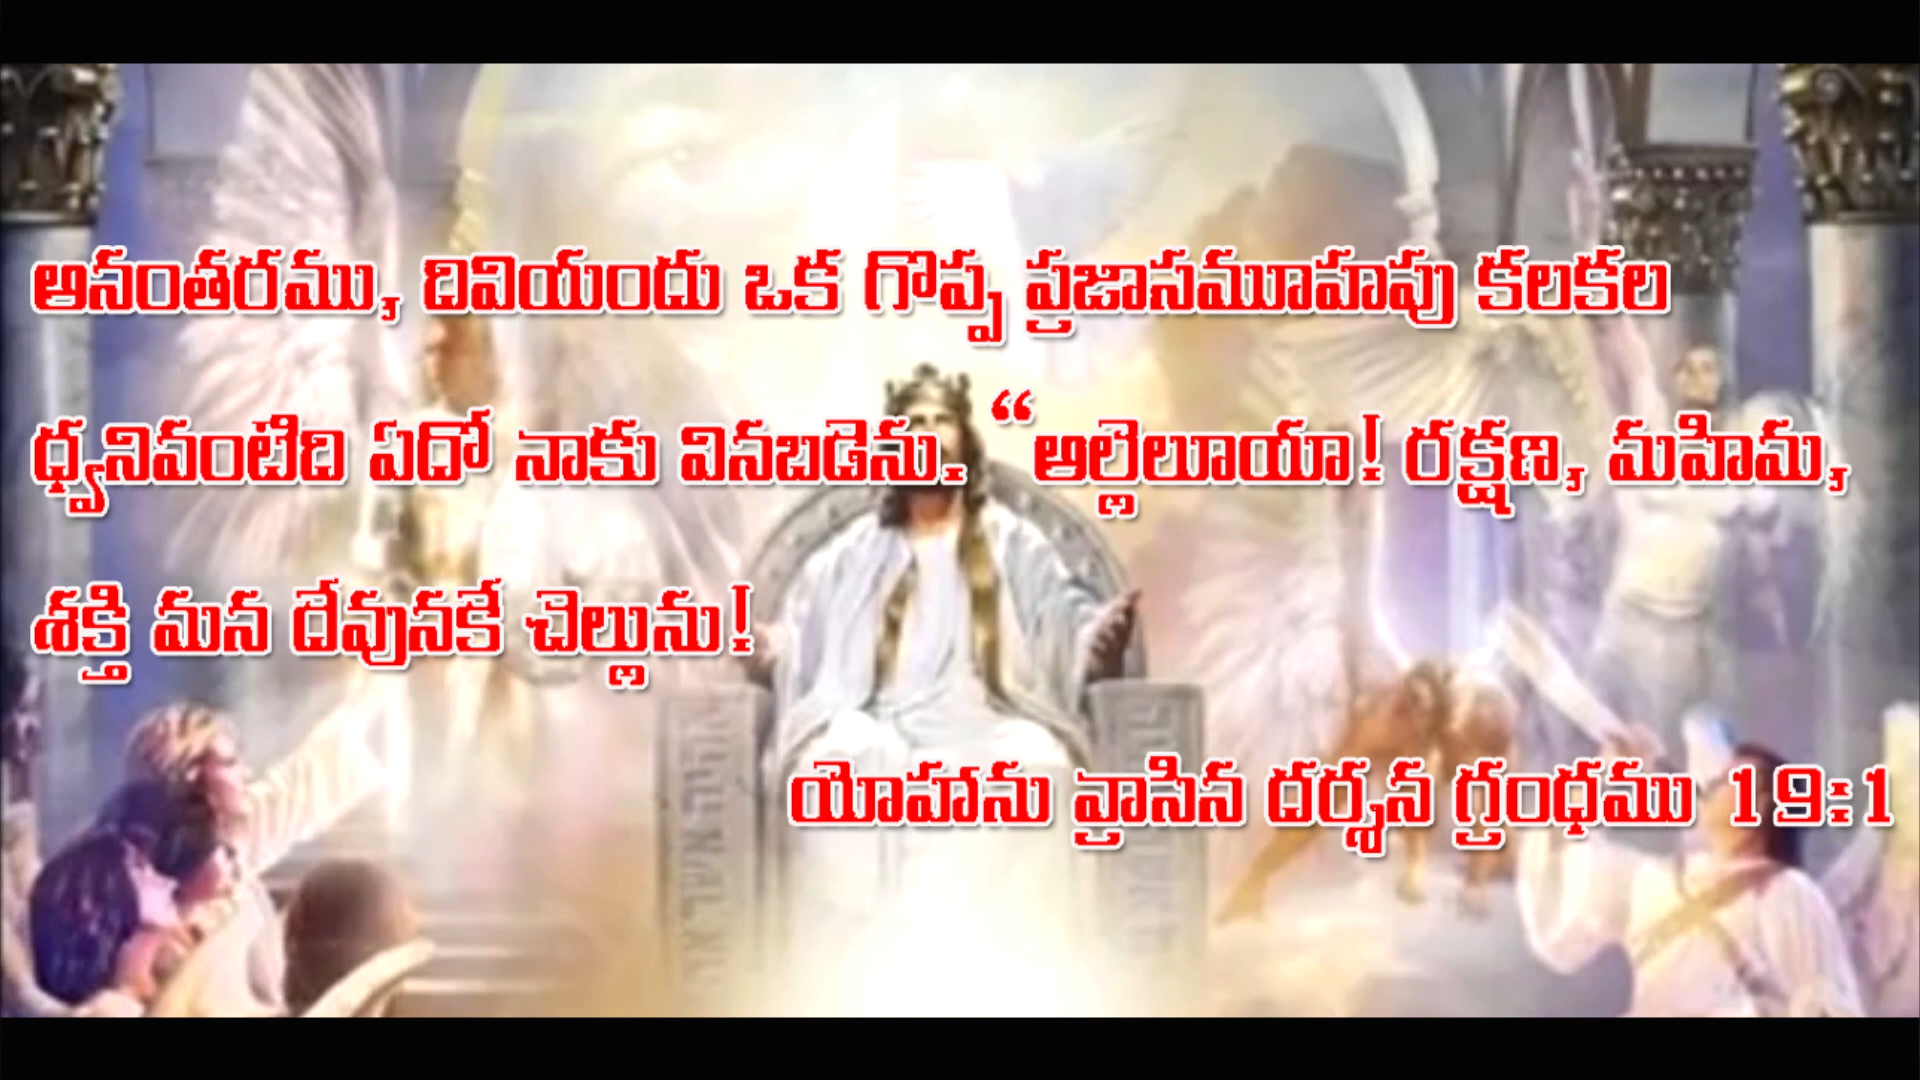 అనంతరము, దివియందు ఒక గొప్ప ప్రజాసమూహపు కలకల
ధ్వనివంటిది ఏదో నాకు వినబడెను. “అల్లెలూయా! రక్షణ, మహిమ,
శక్తి మన దేవునకే చెల్లును!
యోహాను వ్రాసిన దర్శన గ్రంధము 19:1